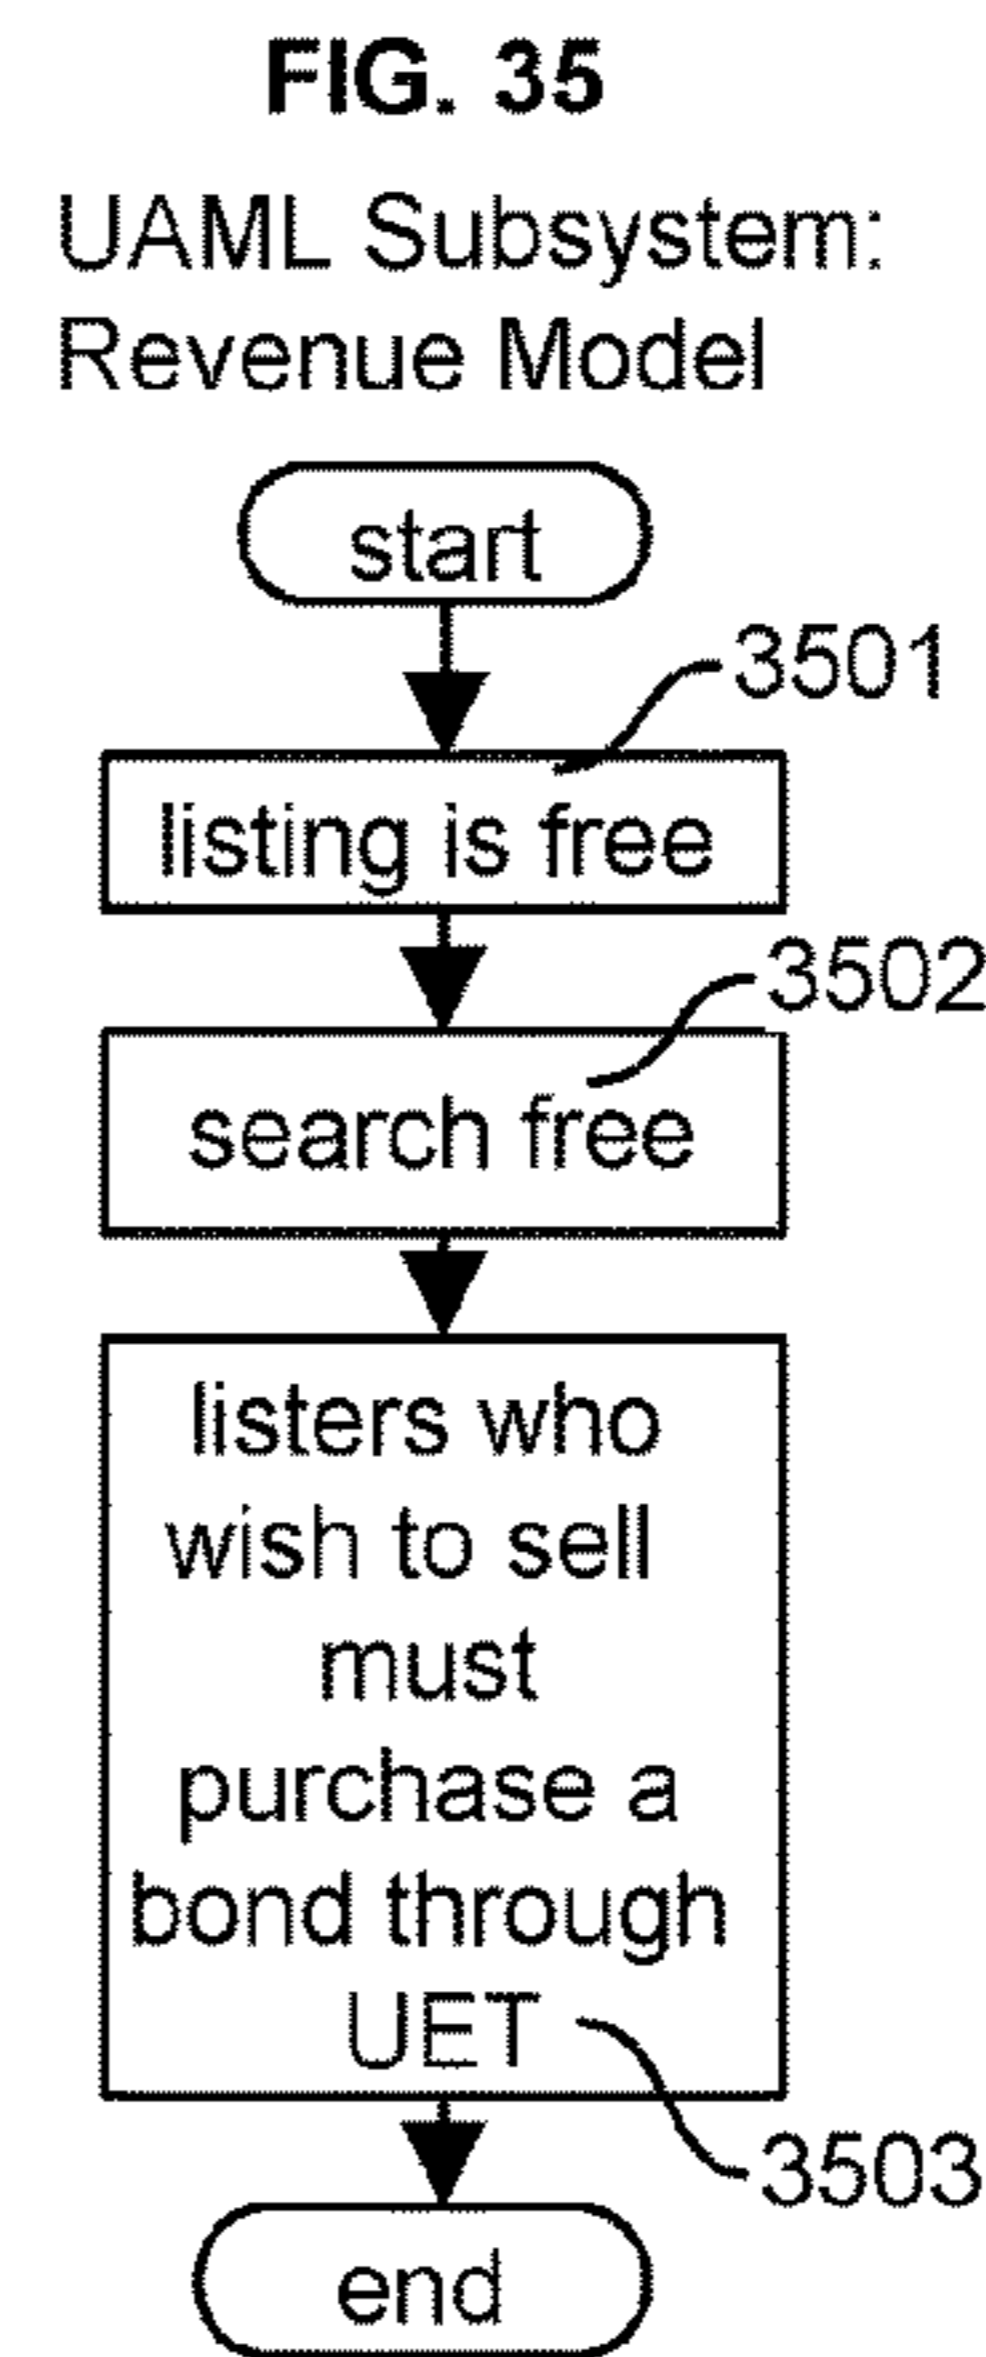 FIG. 35
UAML Subsystem:
Revenue Model
start
3501
listing is free
3502
search free
listers who
wish to sell
must
purchase a
bond through
UET
3503
end